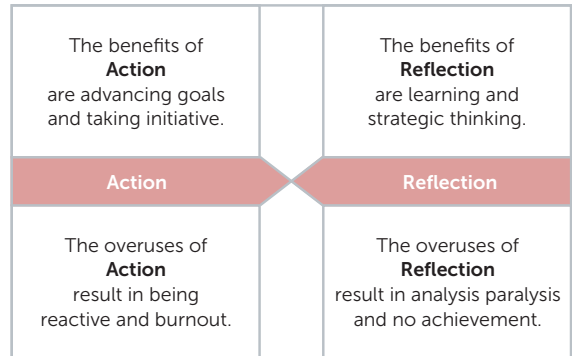 The benefits of
Action
are advancing goals
and taking initiative.
The benefits of
Reflection
are learning and
strategic thinking.
Action
Reflection
The overuses of
Action
result in being
reactive and burnout.
The overuses of
Reflection
result in analysis paralysis
and no achievement.